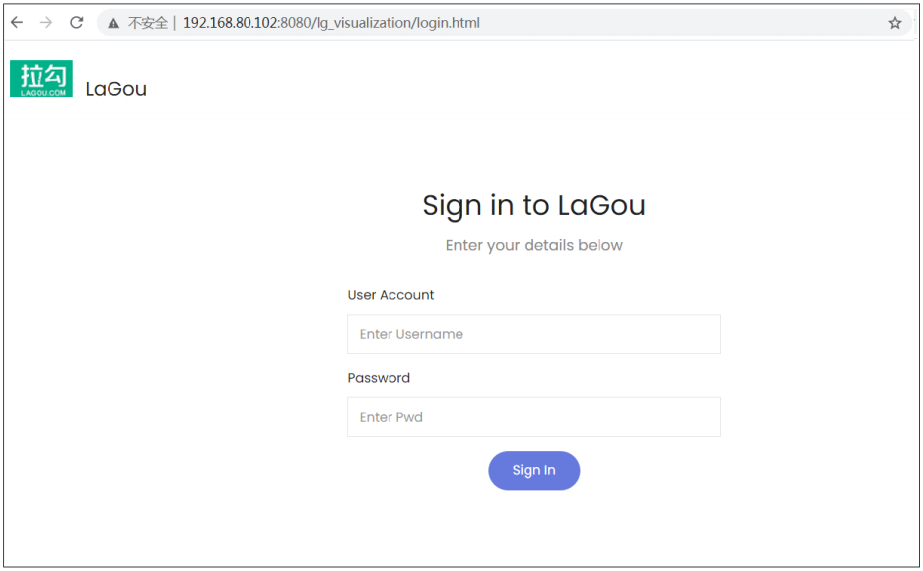 不安全 | 192.168.80.102:8080/lg_visualization/login.html
拉勾
LAGOU.COM
LaGou
Sign in to LaGou
Enter your details below
User Account
Enter Username
Password
Enter Pwd
Sign In